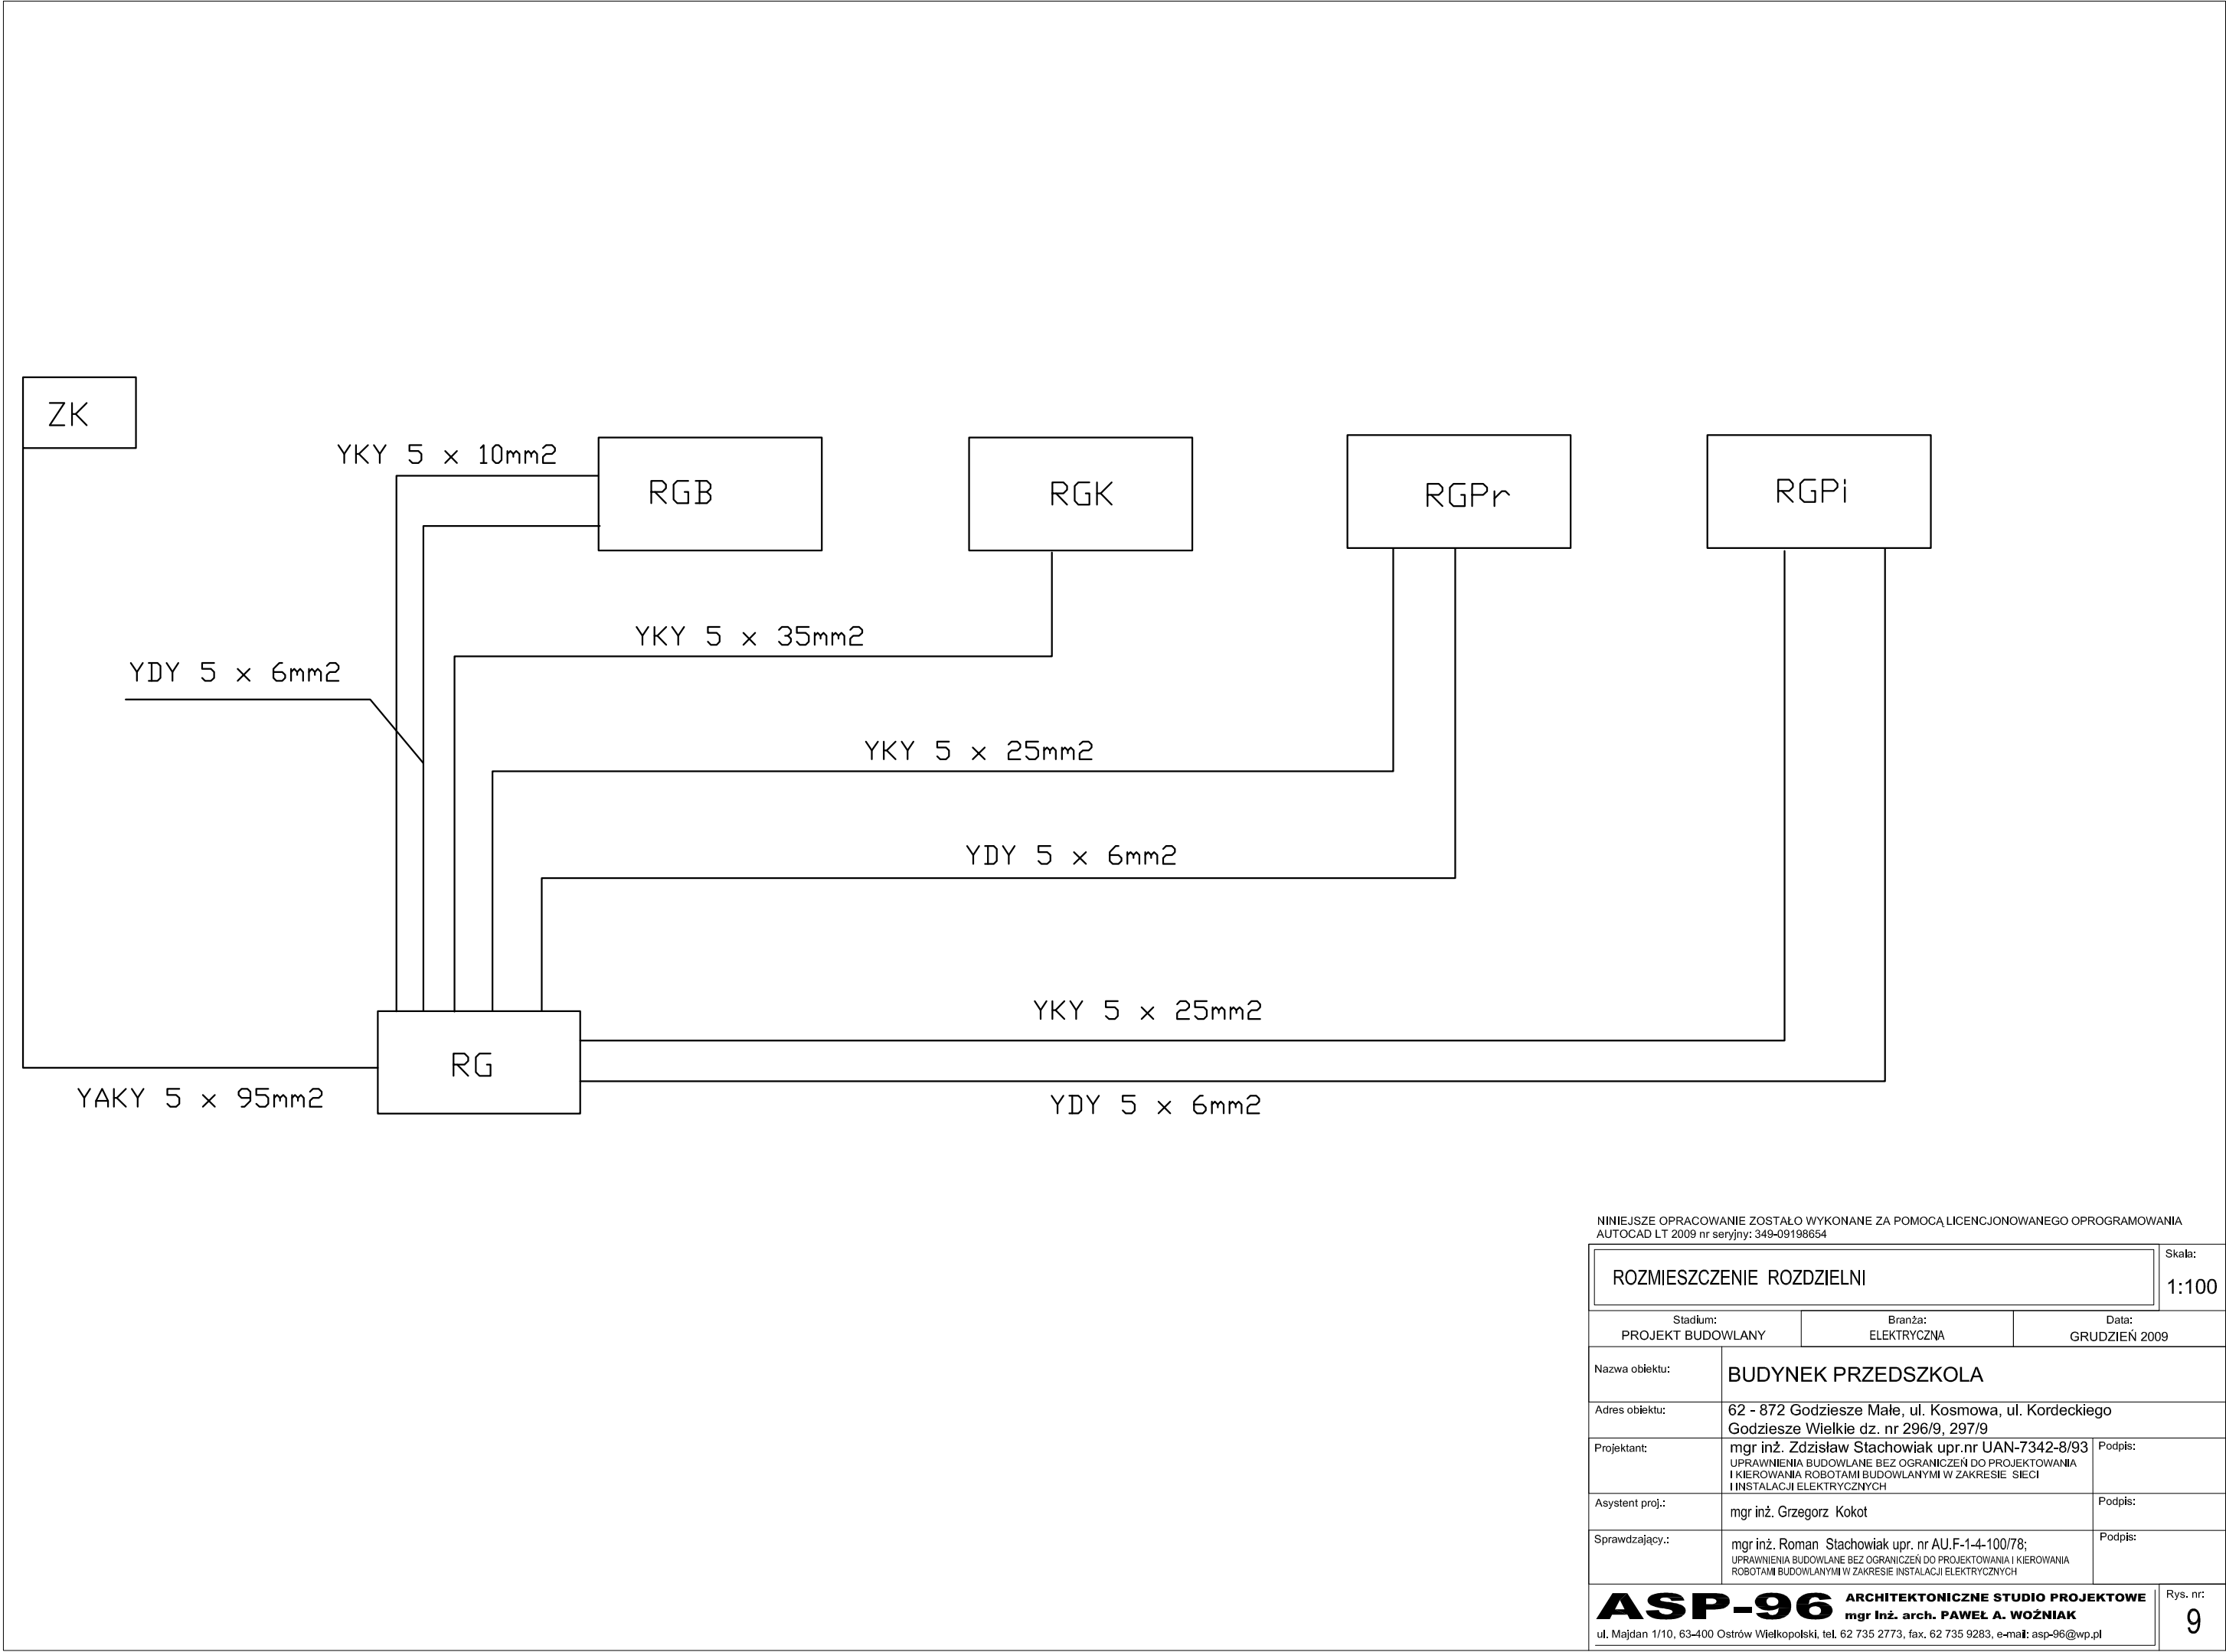 ZK
YKY 5 x 10mm2
RGB
RGK
RGPr
RGPi
YKY 5 x 35mm2
YDY 5 x 6mm2
YKY 5 x 25mm2
YDY 5 x 6mm2
YKY 5 x 25mm2
RG
YAKY 5 x 95mm2
YDY 5 x 6mm2
NINIEJSZE OPRACOWANIE ZOSTAŁO WYKONANE ZA POMOCĄ LICENCJONOWANEGO OPROGRAMOWANIA
AUTOCAD LT 2009 nr seryjny: 349-09198654
ROZMIESZCZENIE ROZDZIELNI
Skala:
1:100
Stadium:
PROJEKT BUDOWLANY
Branża:
ELEKTRYCZNA
Data:
GRUDZIEŃ 2009
Nazwa obiektu:
BUDYNEK PRZEDSZKOLA
Adres obiektu:
62 - 872 Godziesze Małe, ul. Kosmowa, ul. Kordeckiego
Godziesze Wielkie dz. nr 296/9, 297/9
Projektant:
mgr inż. Zdzisław Stachowiak upr.nr UAN-7342-8/93
UPRAWNIENIA BUDOWLANE BEZ OGRANICZEŃ DO PROJEKTOWANIA
I KIEROWANIA ROBOTAMI BUDOWLANYMI W ZAKRESIE SIECI
I INSTALACJI ELEKTRYCZNYCH
Podpis:
Asystent proj.:
mgr inż. Grzegorz Kokot
Podpis:
Sprawdzający.:
mgr inż. Roman Stachowiak upr. nr AU.F-1-4-100/78;
UPRAWNIENIA BUDOWLANE BEZ OGRANICZEŃ DO PROJEKTOWANIA I KIEROWANIA
ROBOTAMI BUDOWLANYMI W ZAKRESIE INSTALACJI ELEKTRYCZNYCH
Podpis:
ASP-96
ARCHITEKTONICZNE STUDIO PROJEKTOWE
mgr Inż. arch. PAWEŁ A. WOŹNIAK
ul. Majdan 1/10, 63-400 Ostrów Wielkopolski, tel. 62 735 2773, fax. 62 735 9283, e-mail: asp-96@wp.pl
Rys. nr:
9